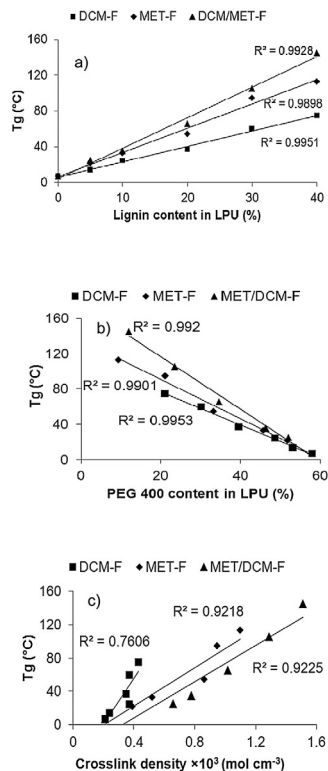 DCM-F MET-F DCM/MET-F
160
120
80
40
0
Tg (°C)
a)
R² = 0.9928
R² = 0.9898
R² = 0.9951
0 10 20 30 40
Lignin content in LPU (%)
DCM-F MET-F MET/DCM-F
160
120
80
40
0
Tg (°C)
b)
R² = 0.992
R² = 0.9901
R² = 0.9953
0 20 40 60
PEG 400 content in LPU (%)
DCM-F MET-F MET/DCM-F
160
120
80
40
0
Tg (°C)
c)
R² = 0.9218
R² = 0.7606
R² = 0.9225
0 0.4 0.8 1.2 1.6
Crosslink density ×10³ (mol cm⁻³)